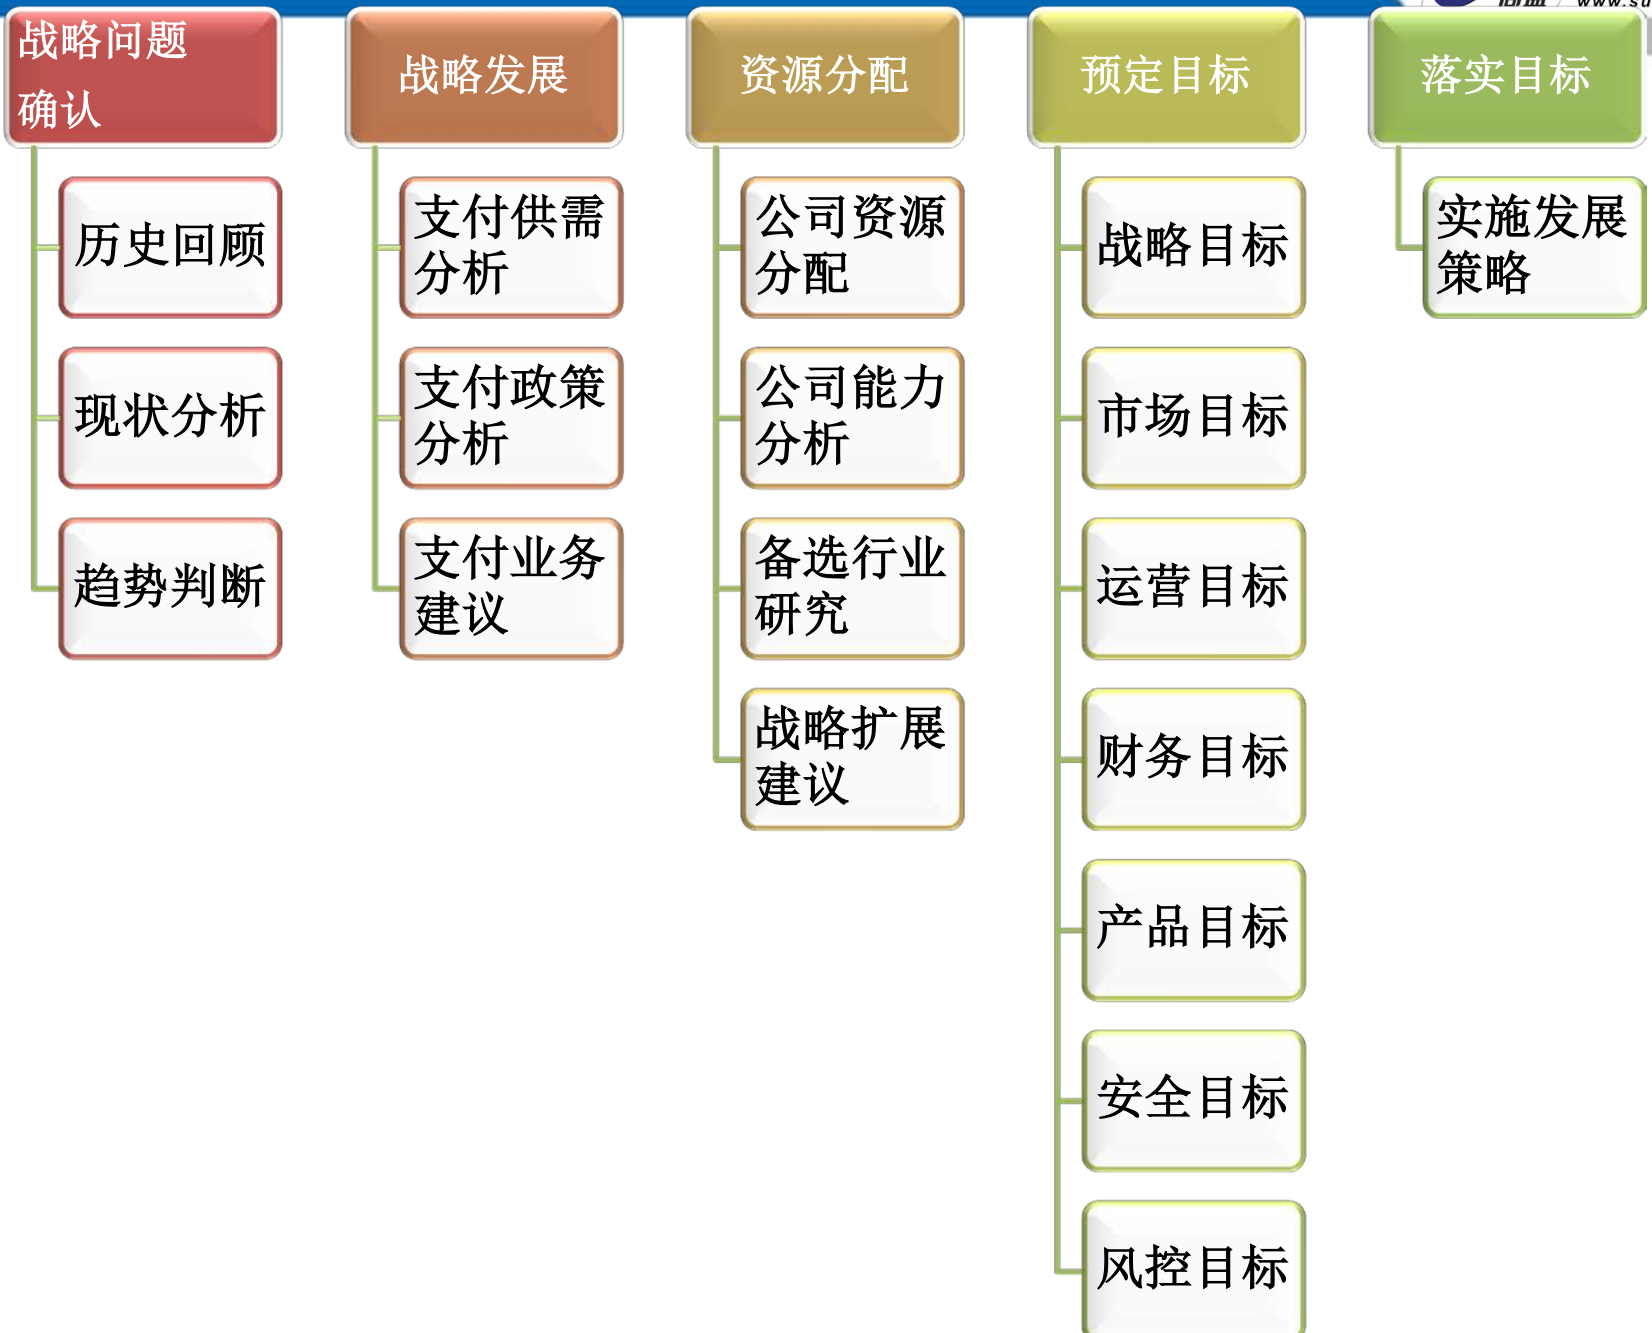 战略问题
确认
历史回顾
现状分析
趋势判断
战略发展
支付供需
分析
支付政策
分析
支付业务
建议
资源分配
公司资源
分配
公司能力
分析
备选行业
研究
战略扩展
建议
预定目标
战略目标
市场目标
运营目标
财务目标
产品目标
安全目标
风控目标
落实目标
实施发展
策略